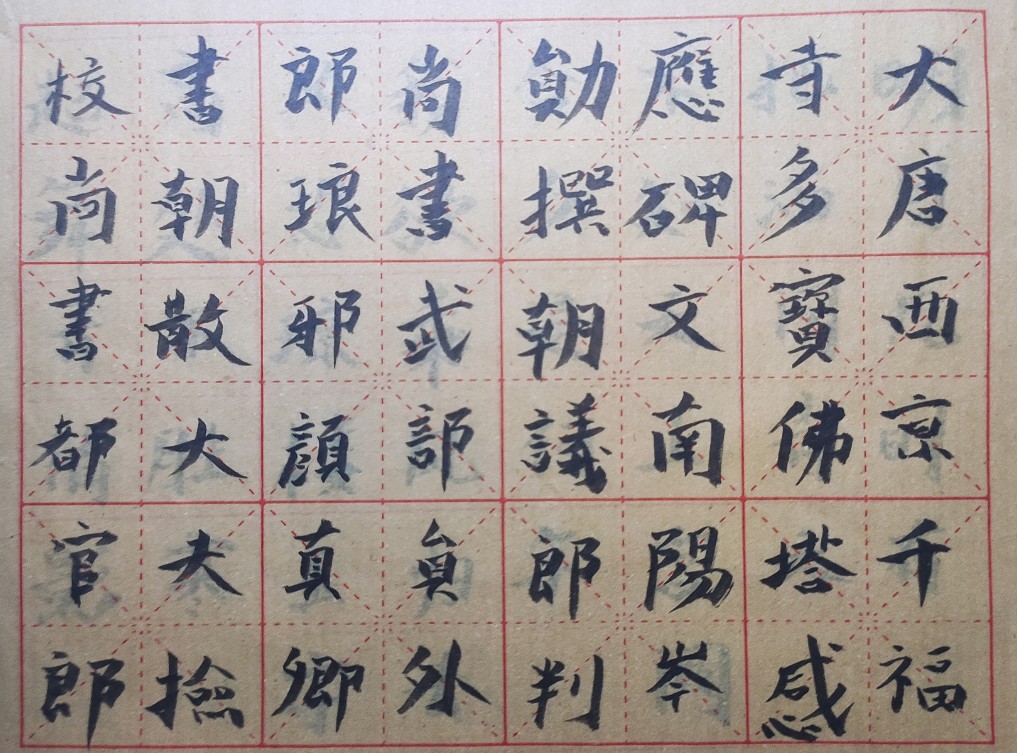 大唐西京千福
寺多寶佛塔感
應碑文南陽岑
勛撰朝議郎判
尚書武部員外
郎琅邪顏真卿
書朝散大夫撿
校尚書都官郎